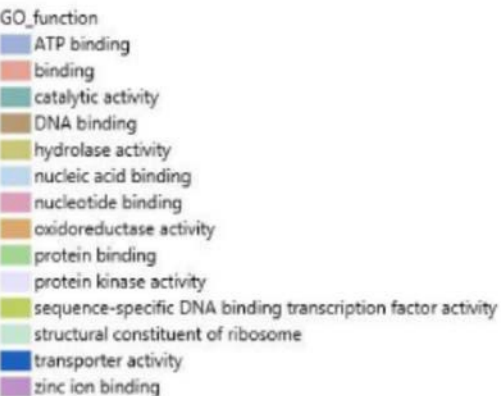 GO_function
ATP binding
binding
catalytic activity
DNA binding
hydrolase activity
nucleic acid binding
nucleotide binding
oxidoreductase activity
protein binding
protein kinase activity
sequence-specific DNA binding transcription factor activity
structural constituent of ribosome
transporter activity
zinc ion binding